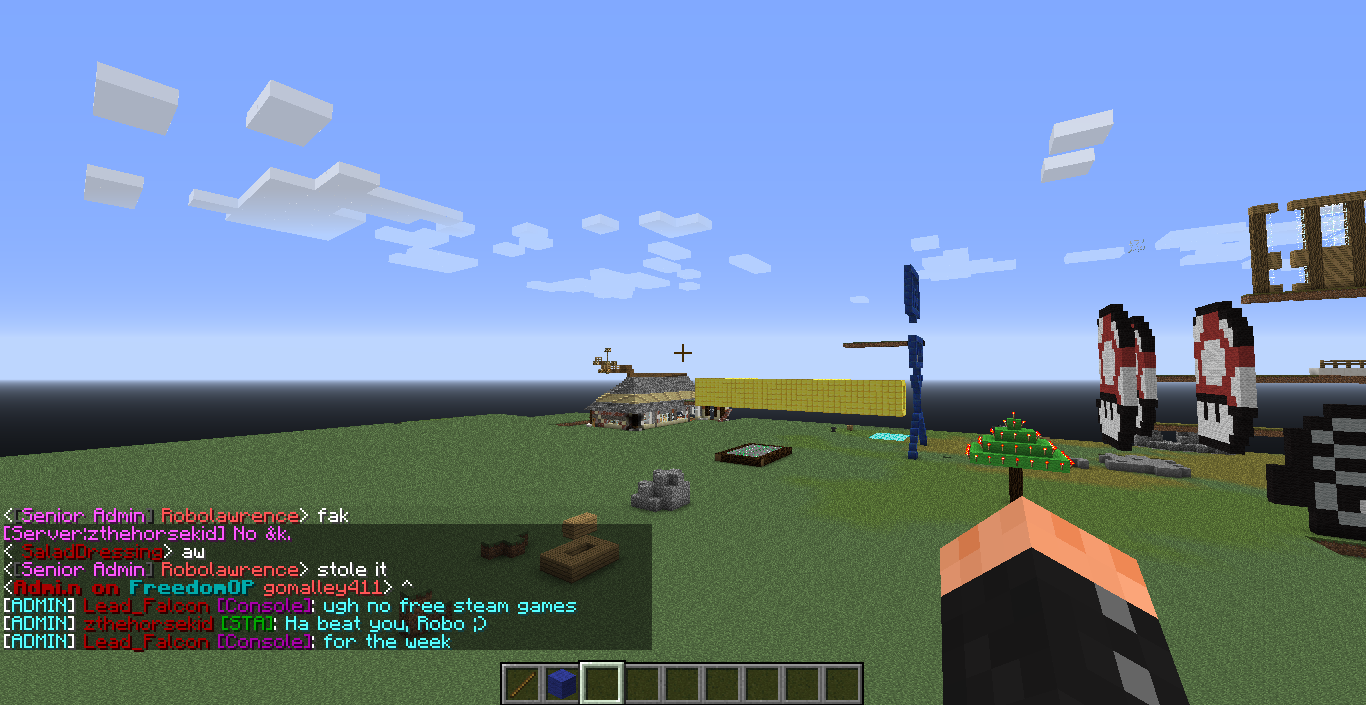 <[Senior Admin] Robolawrence> fak
[Server:zthehorsekid] No &k.
< SaladDressing> aw
<[Senior Admin] Robolawrence> stole it
<Admin on FreedomOP gomalley411> ^
[ADMIN] Lead_Falcon [Console]: ugh no free steam games
[ADMIN] zthehorsekid [STA]: Ha beat you, Robo ;)
[ADMIN] Lead_Falcon [Console]: for the week